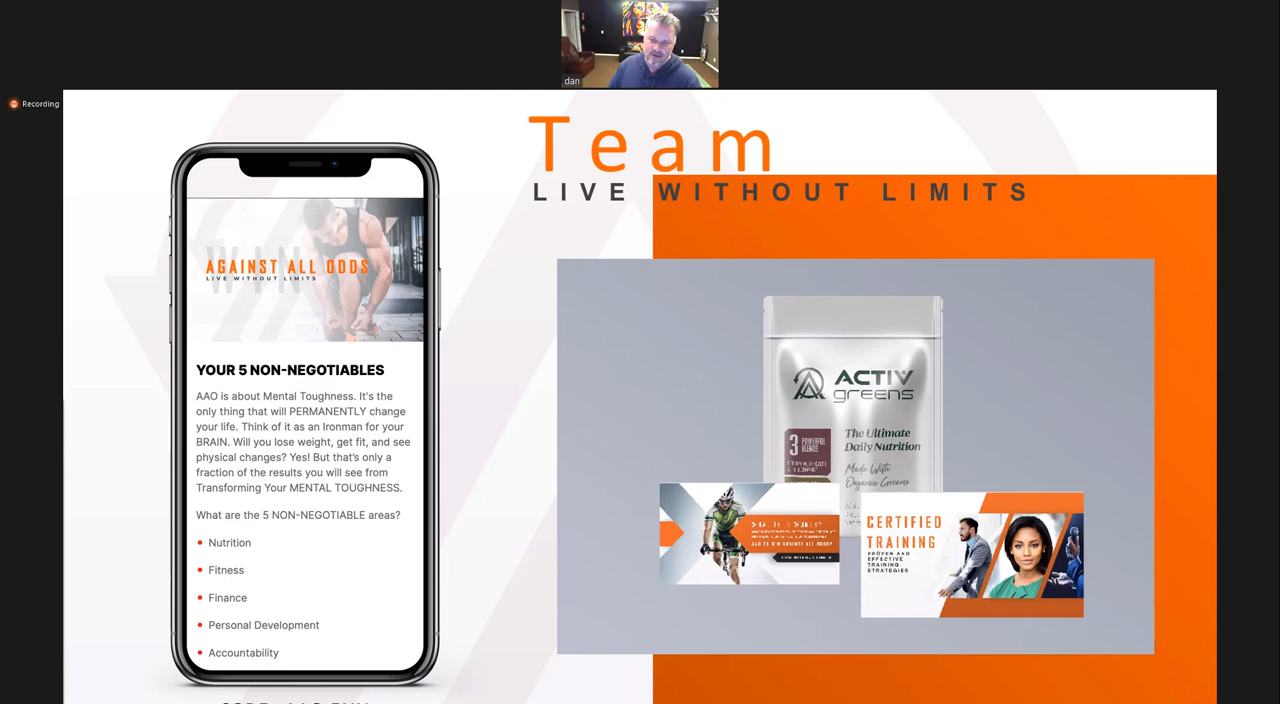 dan
Recording
Team
LIVE WITHOUT LIMITS
WIN
AGAINST ALL ODDS
LIVE WITHOUT LIMITS
YOUR 5 NON-NEGOTIABLES
AAO is about Mental Toughness. It's the
only thing that will PERMANENTLY change
your life. Think of it as an Ironman for your
BRAIN. Will you lose weight, get fit, and see
physical changes? Yes! But that's only a
fraction of the results you will see from
Transforming Your MENTAL TOUGHNESS.
What are the 5 NON-NEGOTIABLE areas?
Nutrition
Fitness
Finance
Personal Development
Accountability
ACTIV
greens
3 POWERFUL
BLENDS
The Ultimate
Daily Nutrition
Made With
Organic Greens
CERTIFIED
TRAINING
PROVEN AND
EFFECTIVE
TRAINING
STRATEGIES